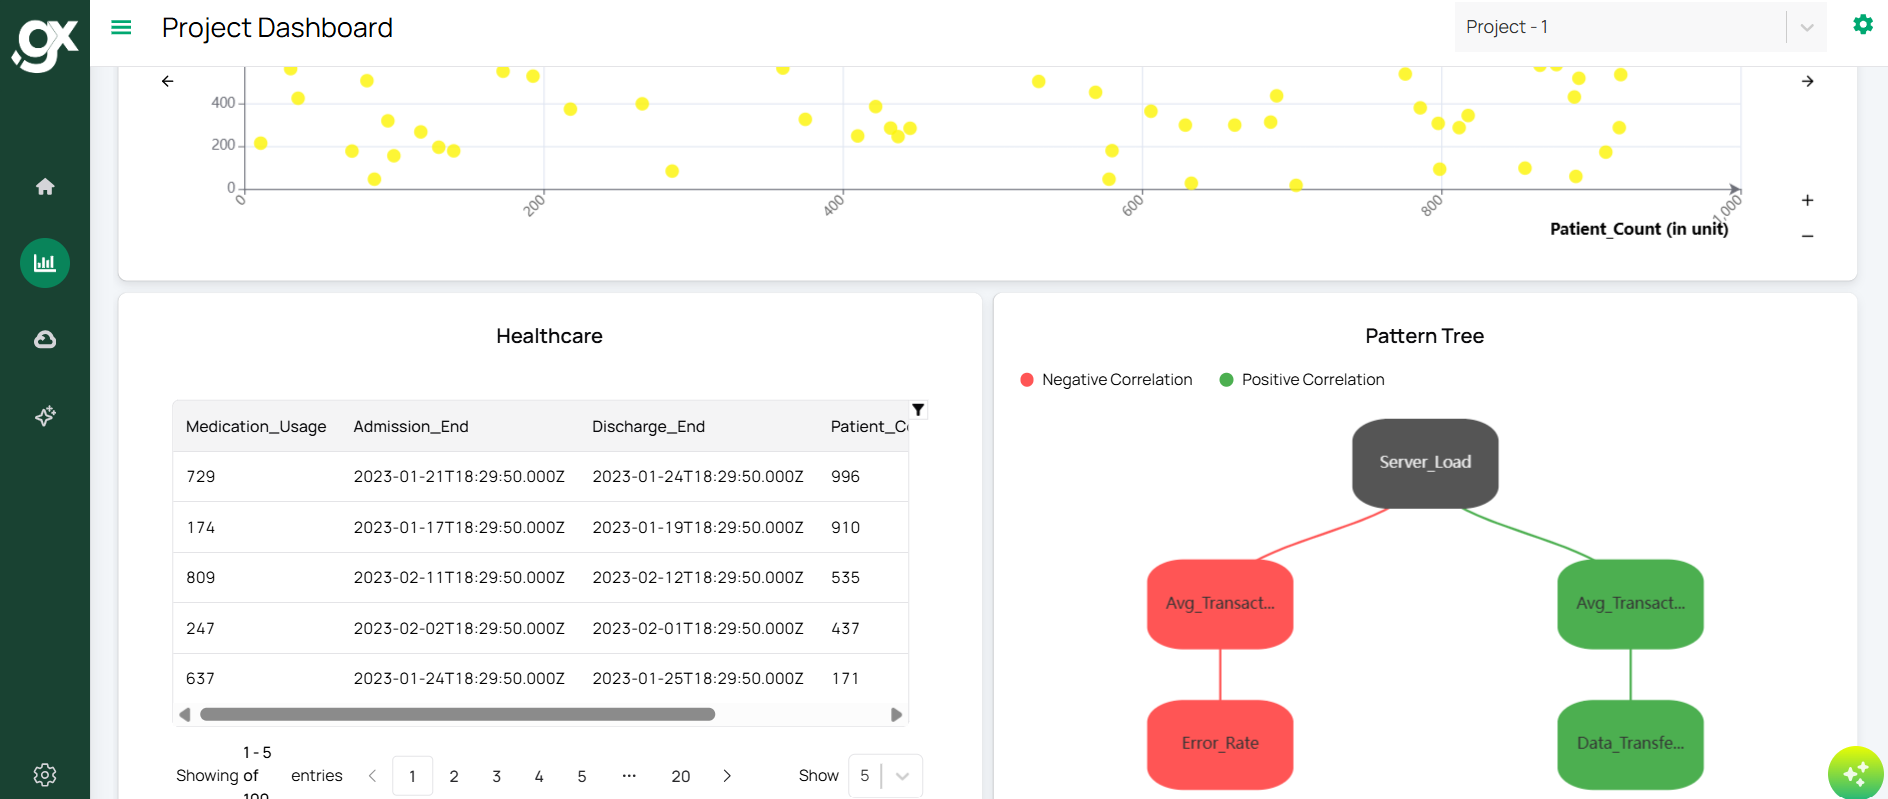 gx
Project Dashboard
Project - 1
400
200
0
0
200
400
600
800
1,000
Patient_Count (in unit)
Healthcare
Medication_Usage Admission_End Discharge_End Patient_Co
729 2023-01-21T18:29:50.000Z 2023-01-24T18:29:50.000Z 996
174 2023-01-17T18:29:50.000Z 2023-01-19T18:29:50.000Z 910
809 2023-02-11T18:29:50.000Z 2023-02-12T18:29:50.000Z 535
247 2023-02-02T18:29:50.000Z 2023-02-01T18:29:50.000Z 437
637 2023-01-24T18:29:50.000Z 2023-01-25T18:29:50.000Z 171
Showing 1 - 5 of 100 entries
1 2 3 4 5 ... 20
Show 5
Pattern Tree
Negative Correlation Positive Correlation
Server_Load
Avg_Transact... Avg_Transact...
Error_Rate Data_Transfe...